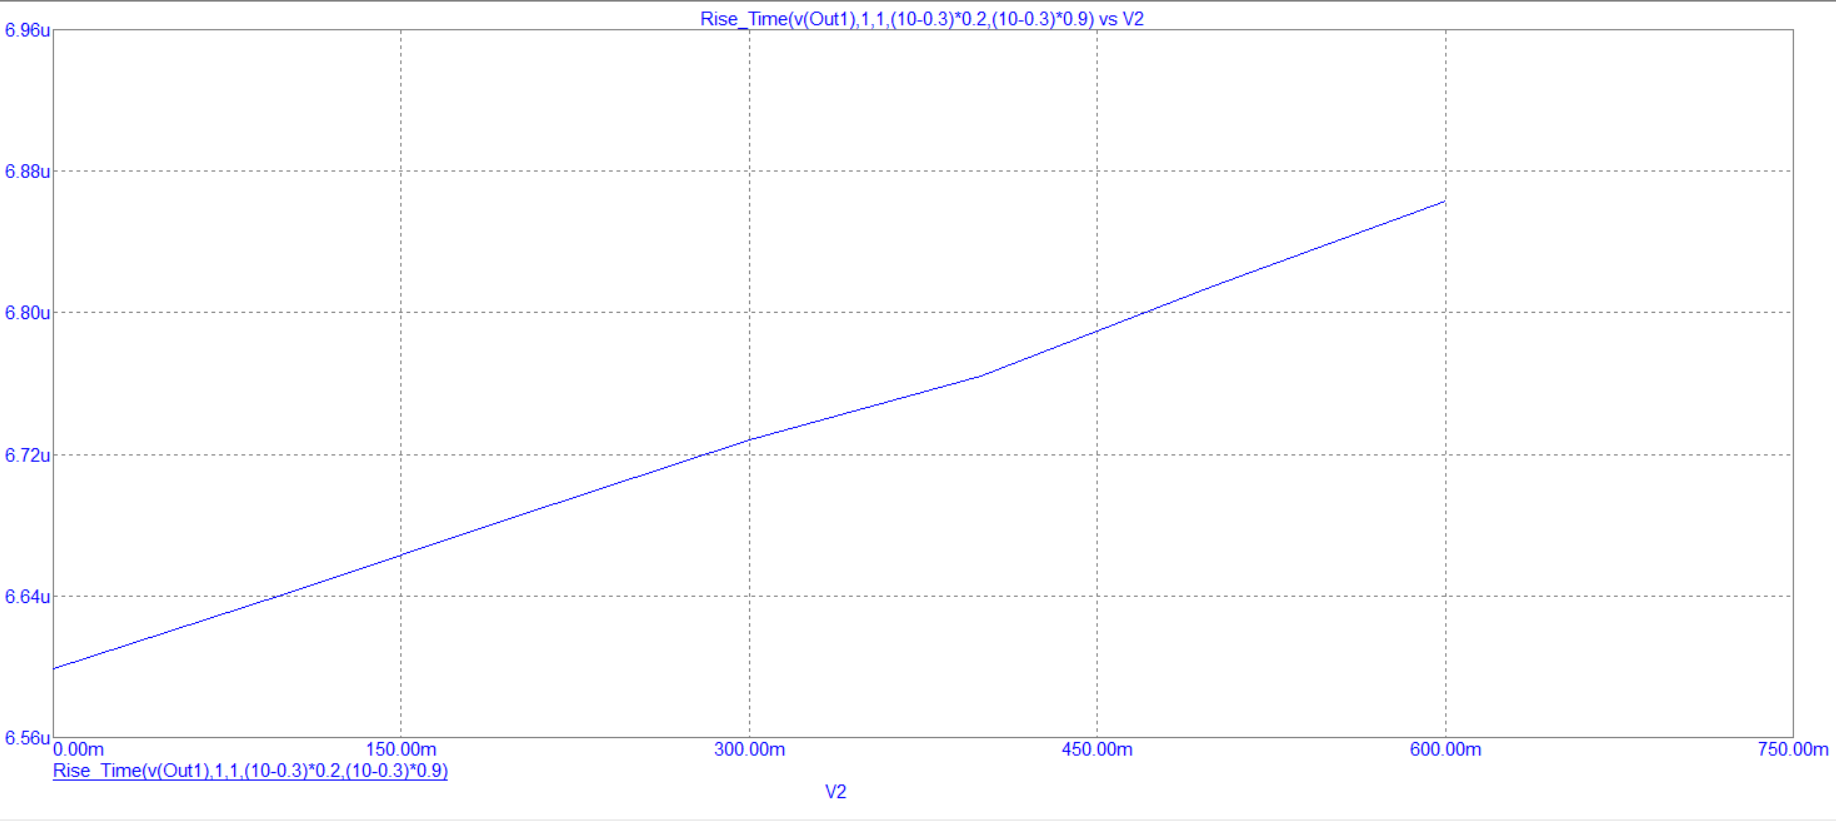 Rise_Time(v(Out1),1,1,(10-0.3)*0.2,(10-0.3)*0.9) vs V2
6.96u
6.88u
6.80u
6.72u
6.64u
6.56u
0.00m 150.00m 300.00m 450.00m 600.00m 750.00m
Rise_Time(v(Out1),1,1,(10-0.3)*0.2,(10-0.3)*0.9)
V2